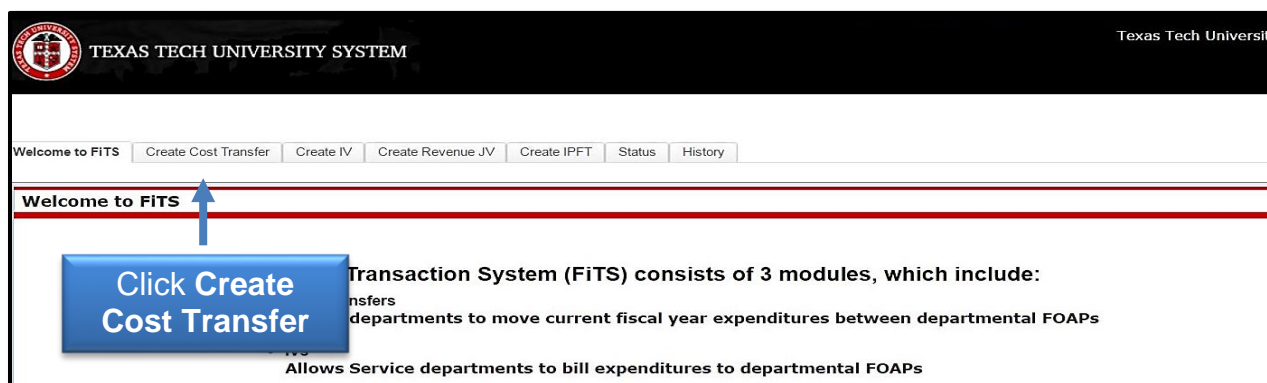 TEXAS TECH UNIVERSITY SYSTEM
Texas Tech Universit
Welcome to FiTS Create Cost Transfer Create IV Create Revenue JV Create IPFT Status History
Welcome to FiTS
Click Create
Cost Transfer
Transaction System (FiTS) consists of 3 modules, which include:
nsfers
departments to move current fiscal year expenditures between departmental FOAPs
Allows Service departments to bill expenditures to departmental FOAPs